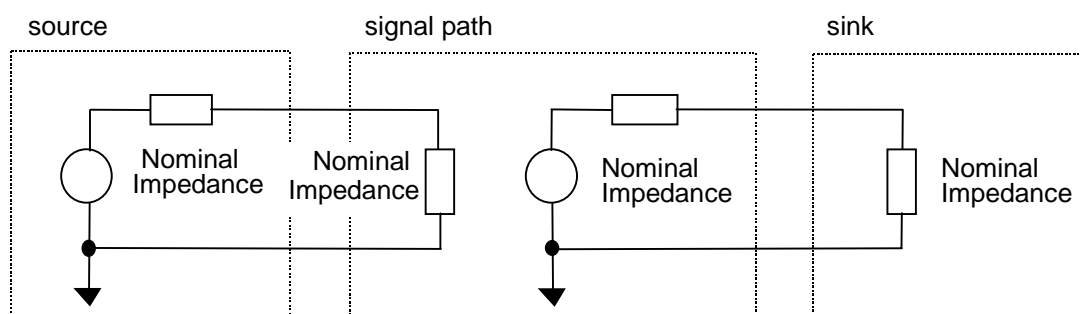 source
signal path
sink
Nominal
Impedance
Nominal
Impedance
Nominal
Impedance
Nominal
Impedance